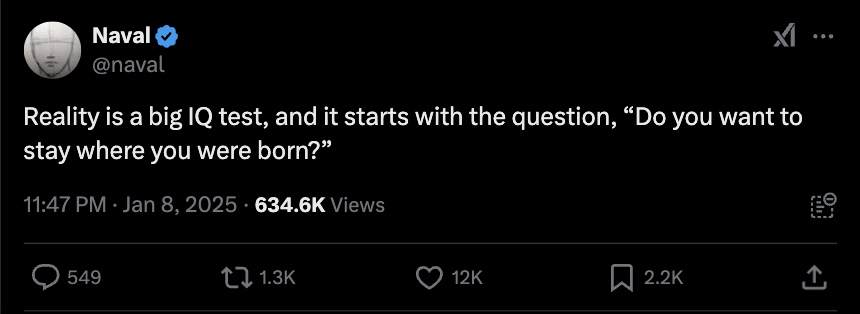 Naval
@naval
Reality is a big IQ test, and it starts with the question, “Do you want to
stay where you were born?”
11:47 PM · Jan 8, 2025 · 634.6K Views
549 1.3K 12K 2.2K